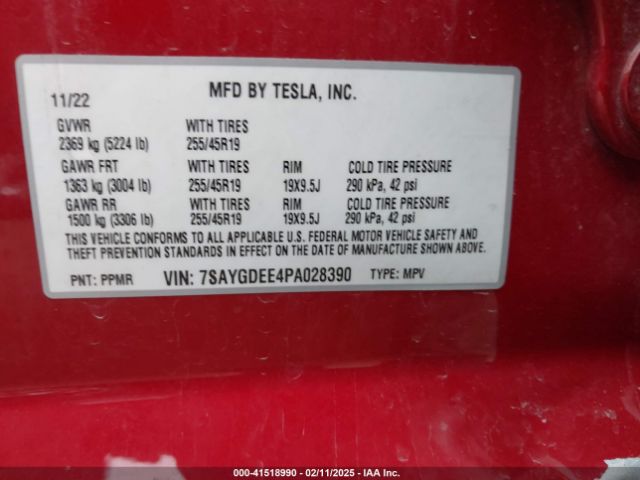 MFD BY TESLA, INC.
11/22
GVWR WITH TIRES
2369 kg (5224 lb) 255/45R19
GAWR FRT WITH TIRES RIM COLD TIRE PRESSURE
1363 kg (3004 lb) 255/45R19 19X9.5J 290 kPa, 42 psi
GAWR RR WITH TIRES RIM COLD TIRE PRESSURE
1500 kg (3306 lb) 255/45R19 19X9.5J 290 kPa, 42 psi
THIS VEHICLE CONFORMS TO ALL APPLICABLE U.S. FEDERAL MOTOR VEHICLE SAFETY AND
THEFT PREVENTION STANDARDS IN EFFECT ON THE DATE OF MANUFACTURE SHOWN ABOVE.
PNT: PPMR VIN: 7SAYGDEE4PA028390 TYPE: MPV
000-41518990 - 02/11/2025 - IAA Inc.